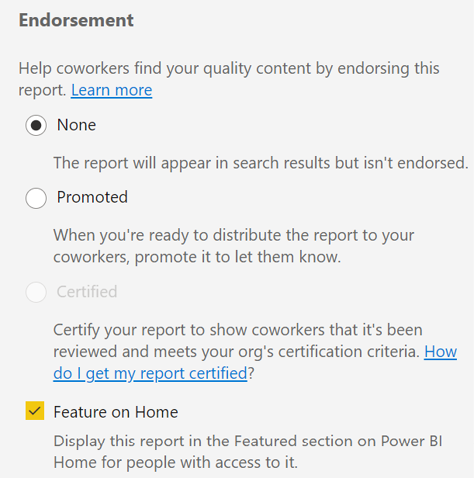 Endorsement
Help coworkers find your quality content by endorsing this
report. Learn more
None
The report will appear in search results but isn't endorsed.
Promoted
When you're ready to distribute the report to your
coworkers, promote it to let them know.
Certified
Certify your report to show coworkers that it's been
reviewed and meets your org's certification criteria. How
do I get my report certified?
Feature on Home
Display this report in the Featured section on Power BI
Home for people with access to it.